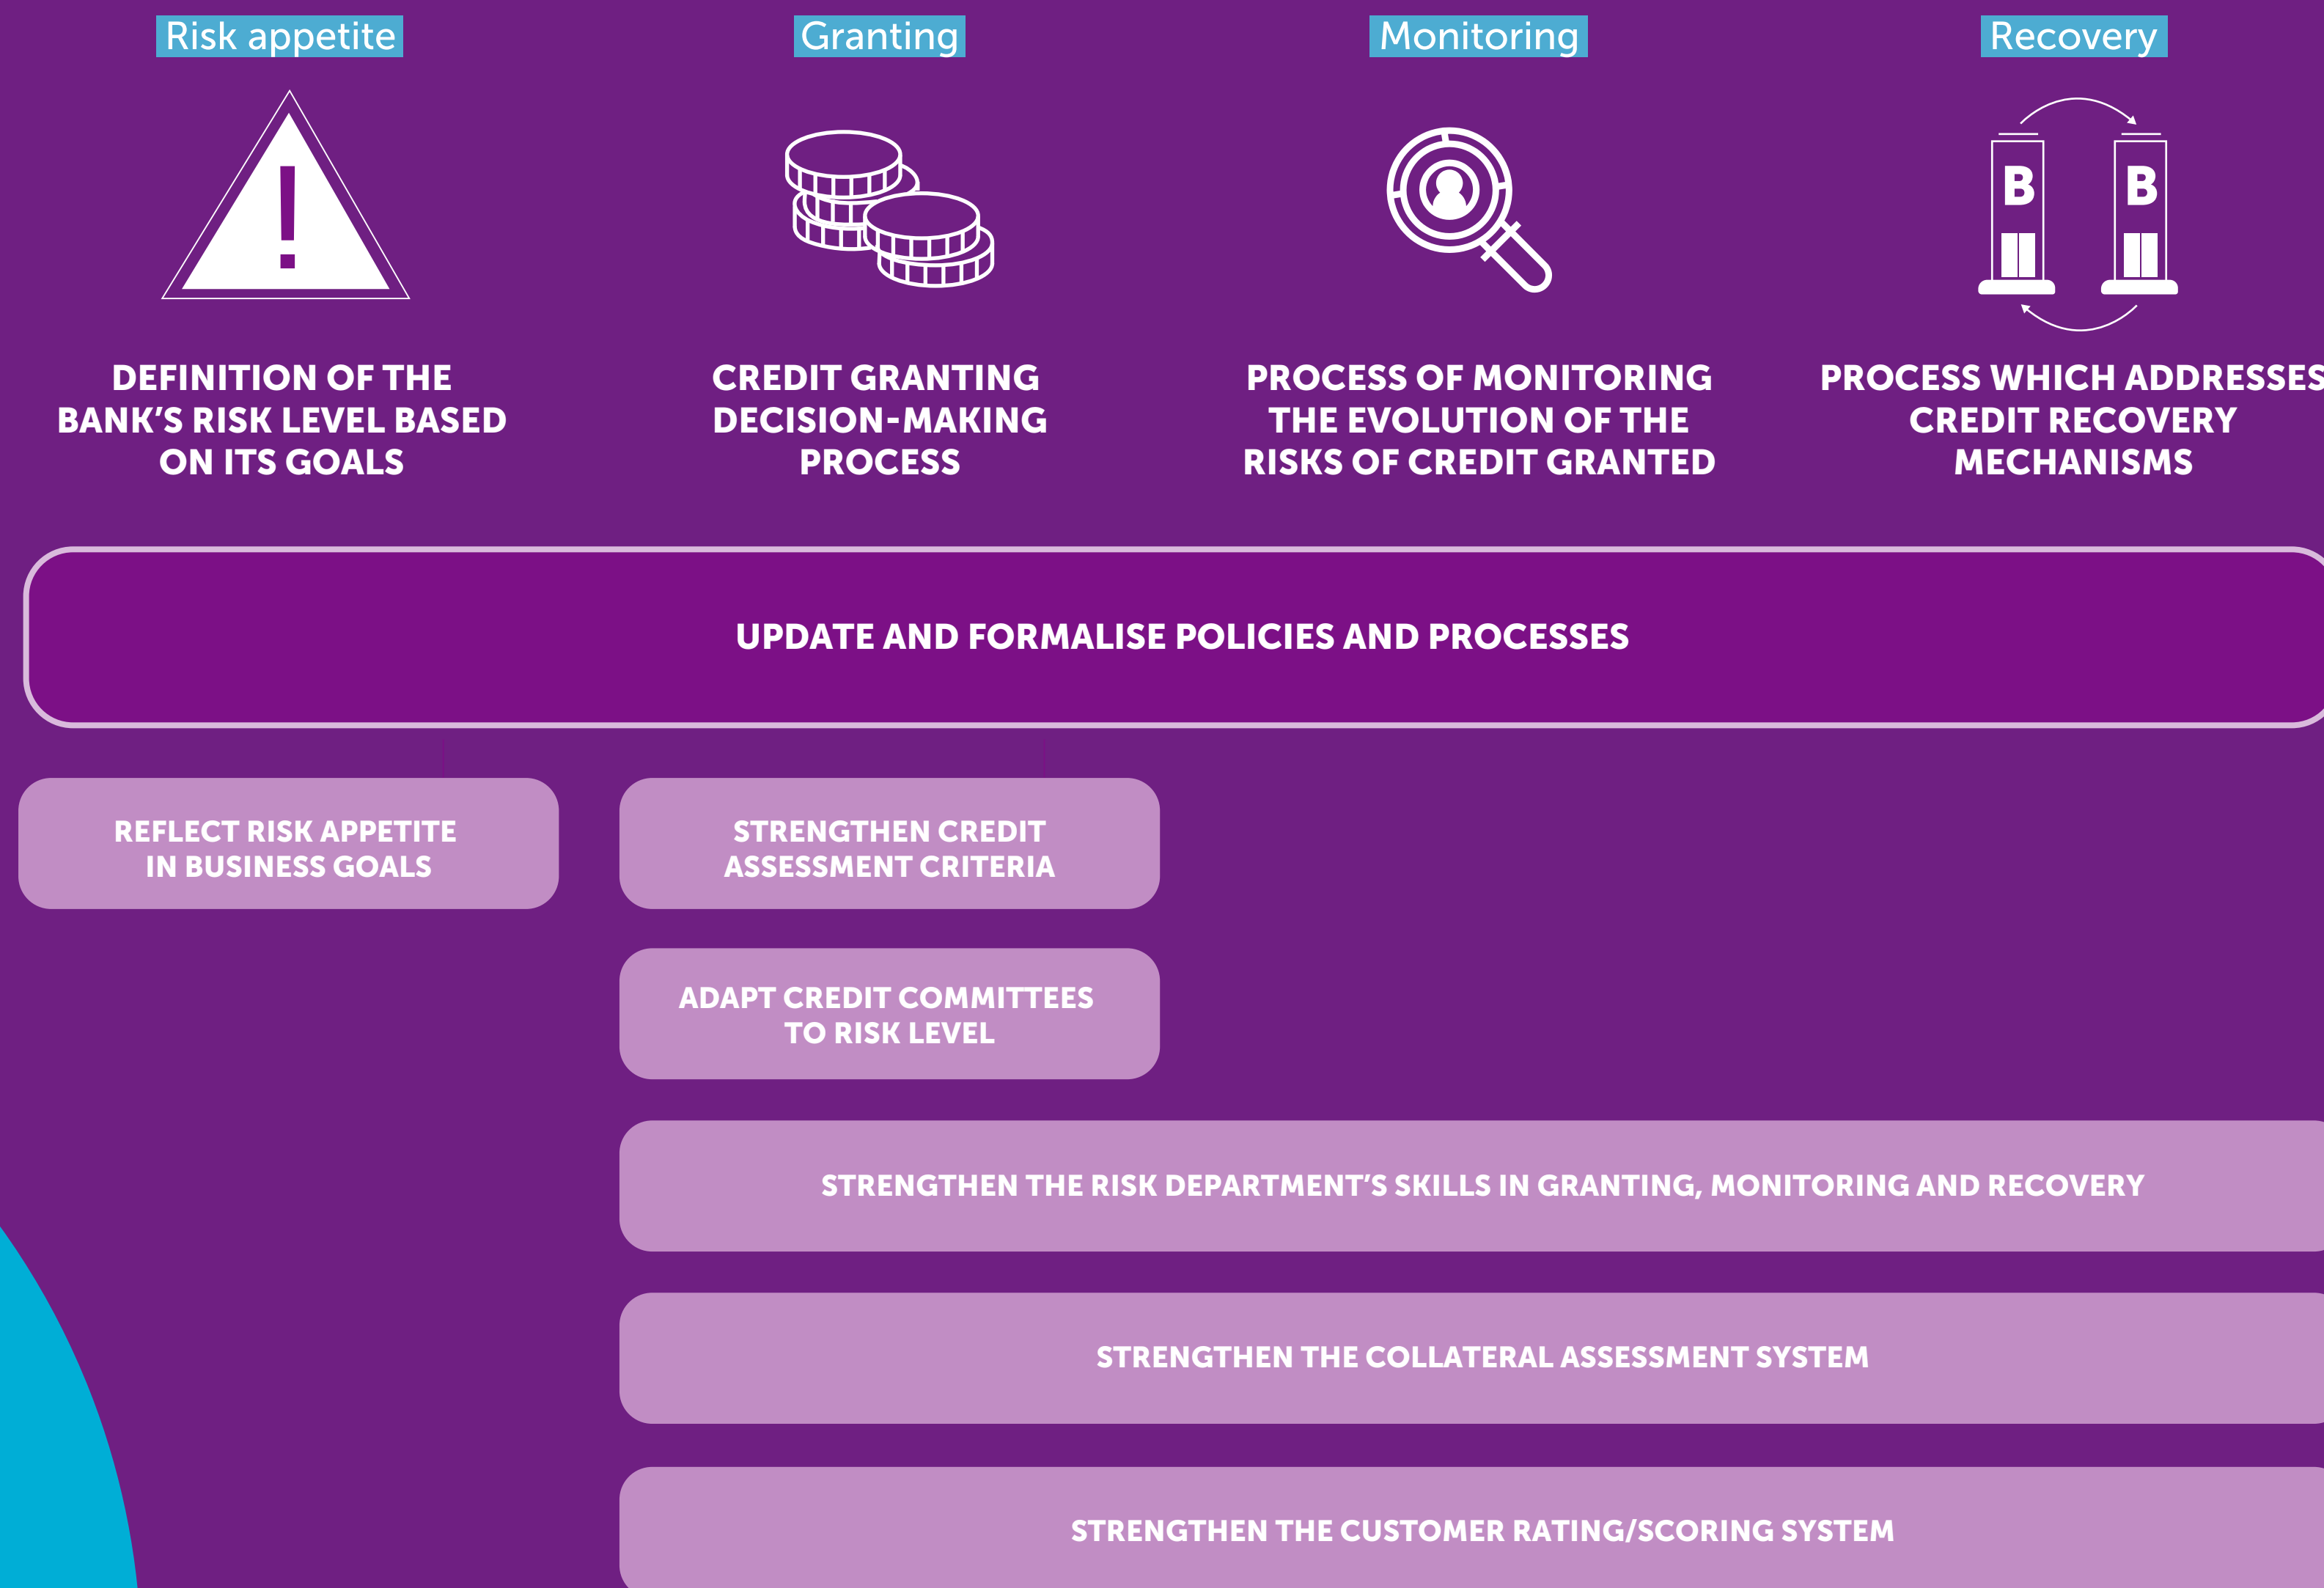 Risk appetite
Granting
Monitoring
Recovery
!
B
B
DEFINITION OF THE
BANK’S RISK LEVEL BASED
ON ITS GOALS
CREDIT GRANTING
DECISION-MAKING
PROCESS
PROCESS OF MONITORING
THE EVOLUTION OF THE
RISKS OF CREDIT GRANTED
PROCESS WHICH ADDRESSES
CREDIT RECOVERY
MECHANISMS
UPDATE AND FORMALISE POLICIES AND PROCESSES
REFLECT RISK APPETITE
IN BUSINESS GOALS
STRENGTHEN CREDIT
ASSESSMENT CRITERIA
ADAPT CREDIT COMMITTEES
TO RISK LEVEL
STRENGTHEN THE RISK DEPARTMENT’S SKILLS IN GRANTING, MONITORING AND RECOVERY
STRENGTHEN THE COLLATERAL ASSESSMENT SYSTEM
STRENGTHEN THE CUSTOMER RATING/SCORING SYSTEM